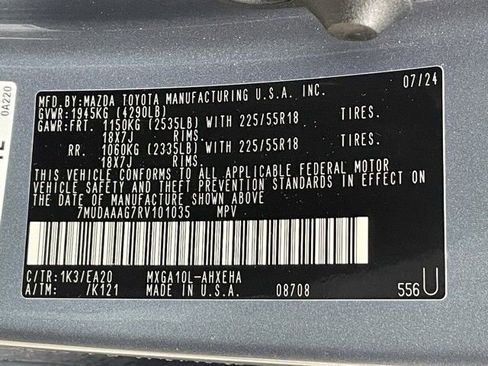 MFD.BY:MAZDA TOYOTA MANUFACTURING U.S.A. INC. 07/24
GVWR:1945KG (4290LB)
GAWR:FRT. 1150KG (2535LB) WITH 225/55R18 TIRES.
18X7J RIMS
RR. 1060KG (2335LB) WITH 225/55R18 TIRES.
18X7J RIMS
THIS VEHICLE CONFORMS TO ALL APPLICABLE FEDERAL MOTOR
VEHICLE SAFETY AND THEFT PREVENTION STANDARDS IN EFFECT ON
THE DATE OF MANUFACTURE SHOWN ABOVE
7MUDAAAG7RV101035 MPV
C/TR:1K3/EA20 MXGA10L-AHXEHA
A/TM: /K121 MADE IN U.S.A. 08708 556U
0A220